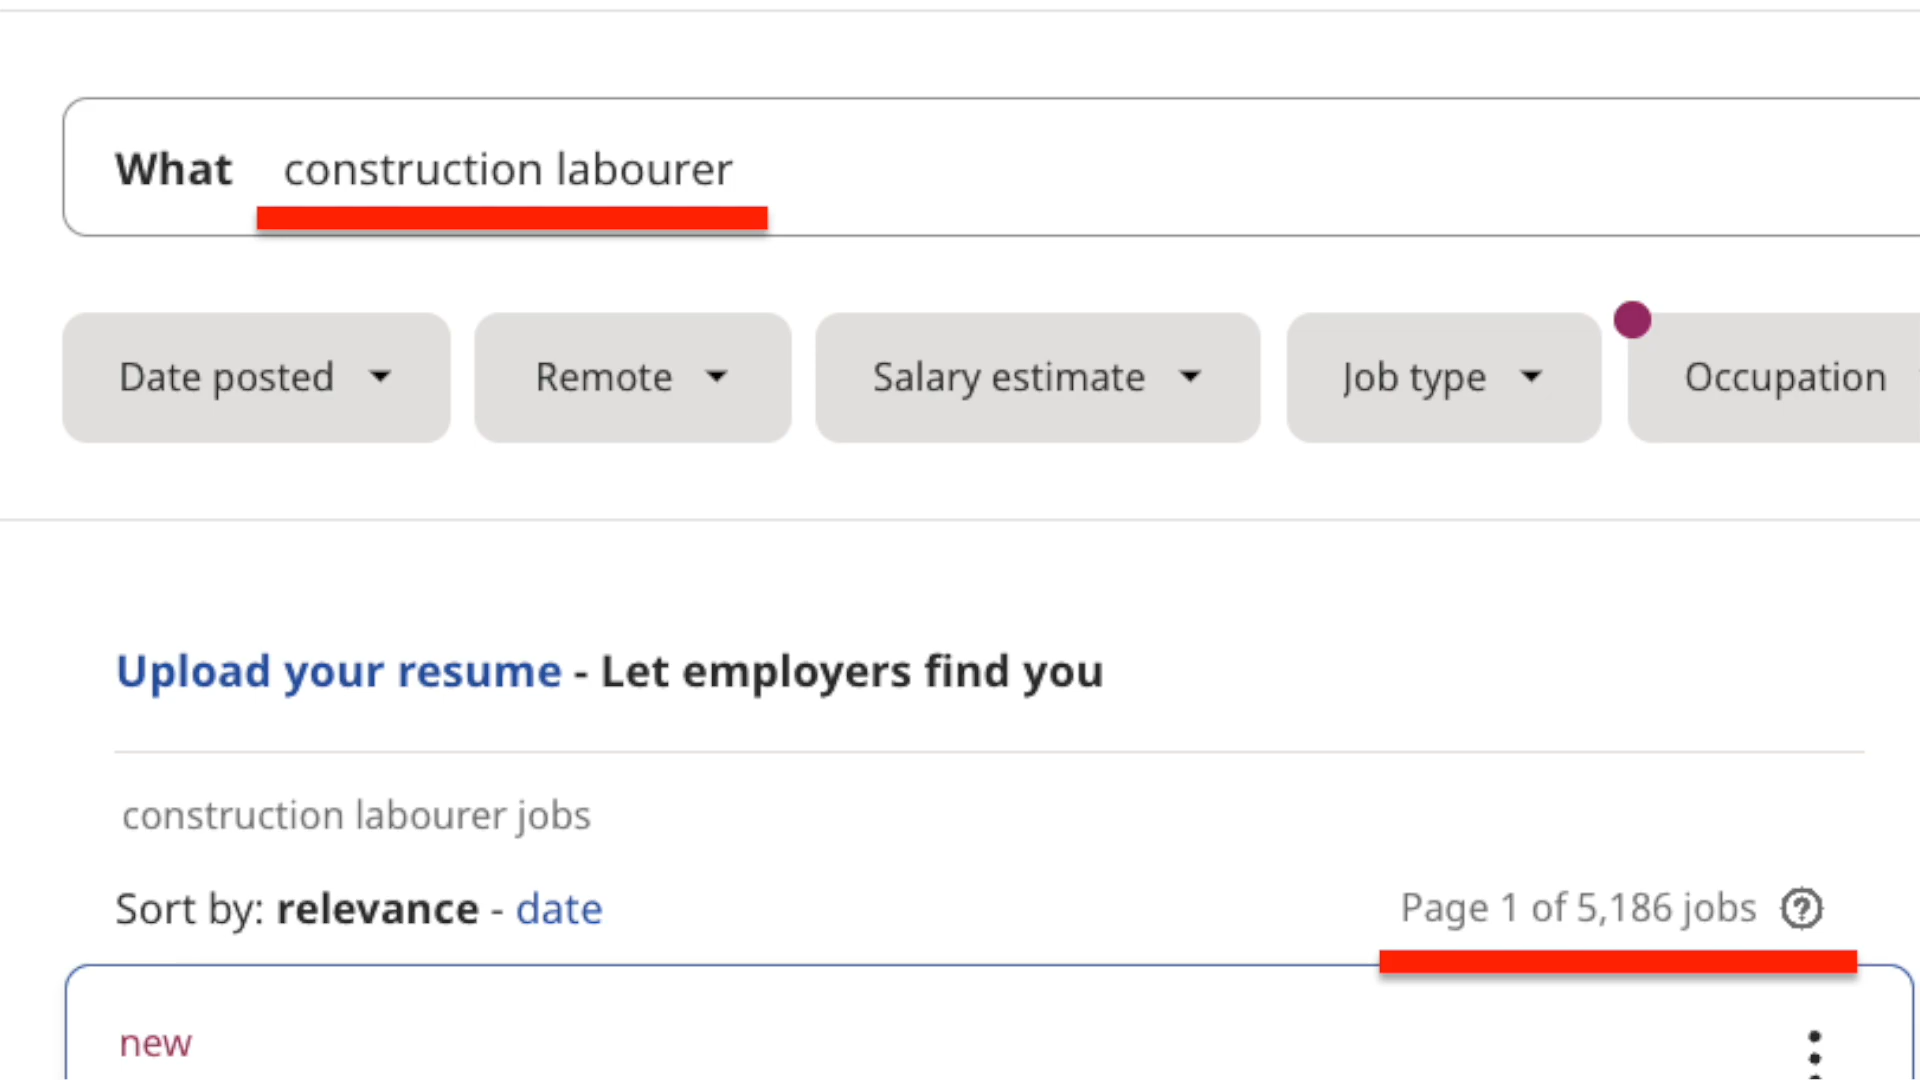 What construction labourer
Date posted Remote Salary estimate Job type Occupation
Upload your resume - Let employers find you
construction labourer jobs
Sort by: relevance - date Page 1 of 5,186 jobs ?
new